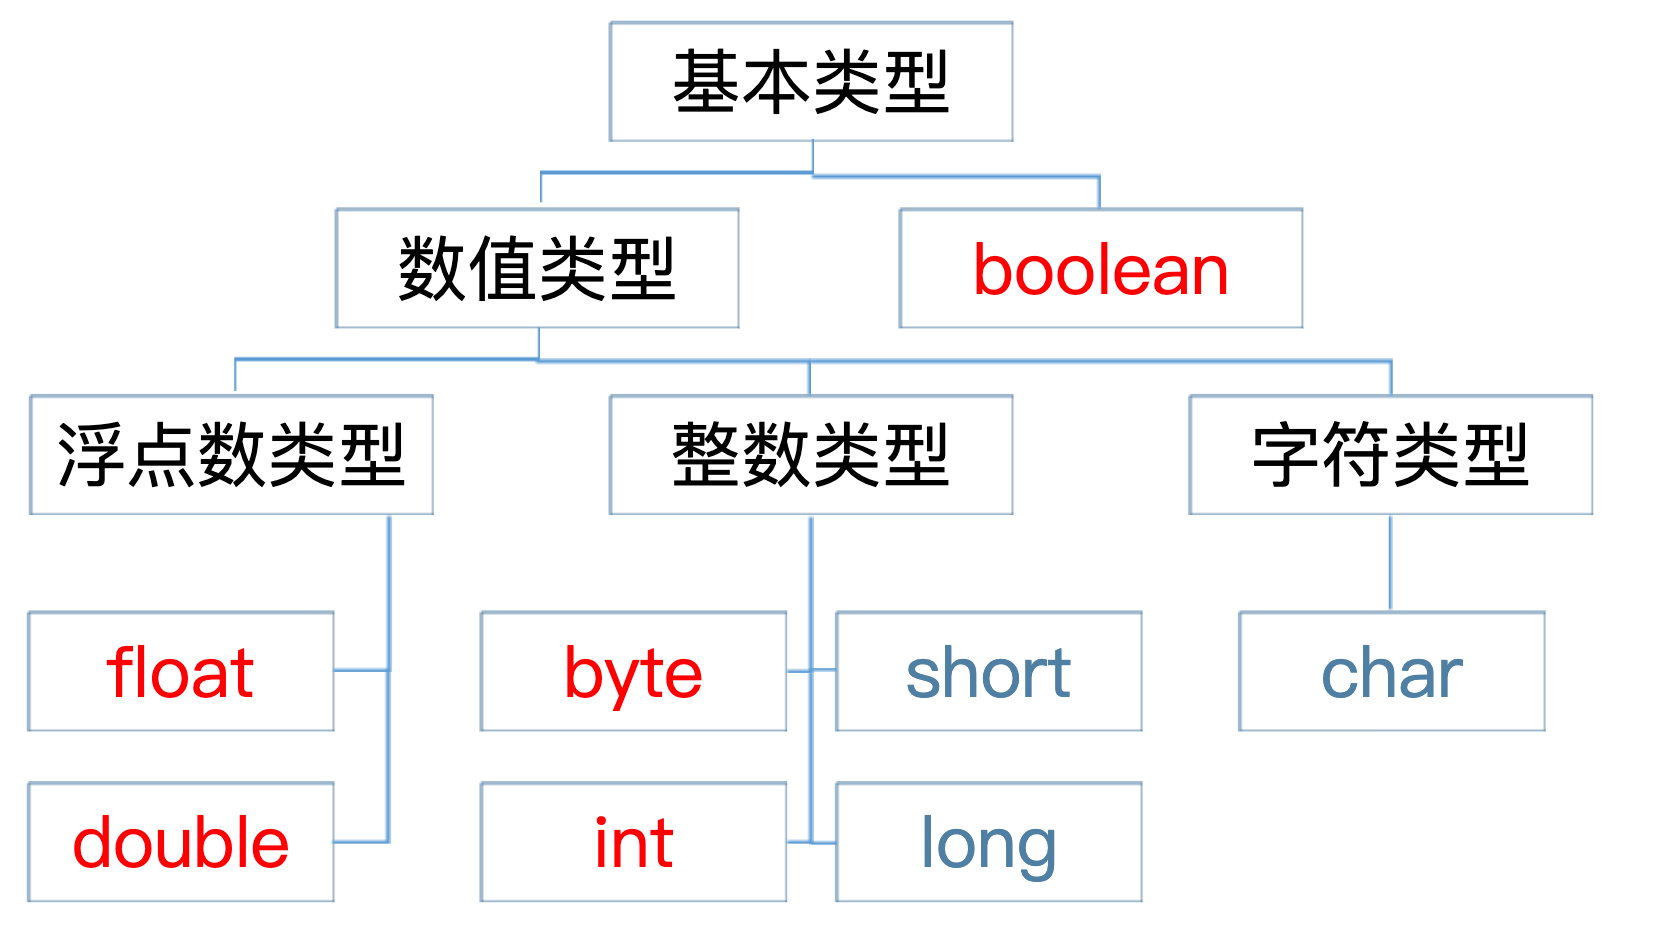 基本类型
数值类型
boolean
浮点数类型
整数类型
字符类型
float
byte
short
char
double
int
long